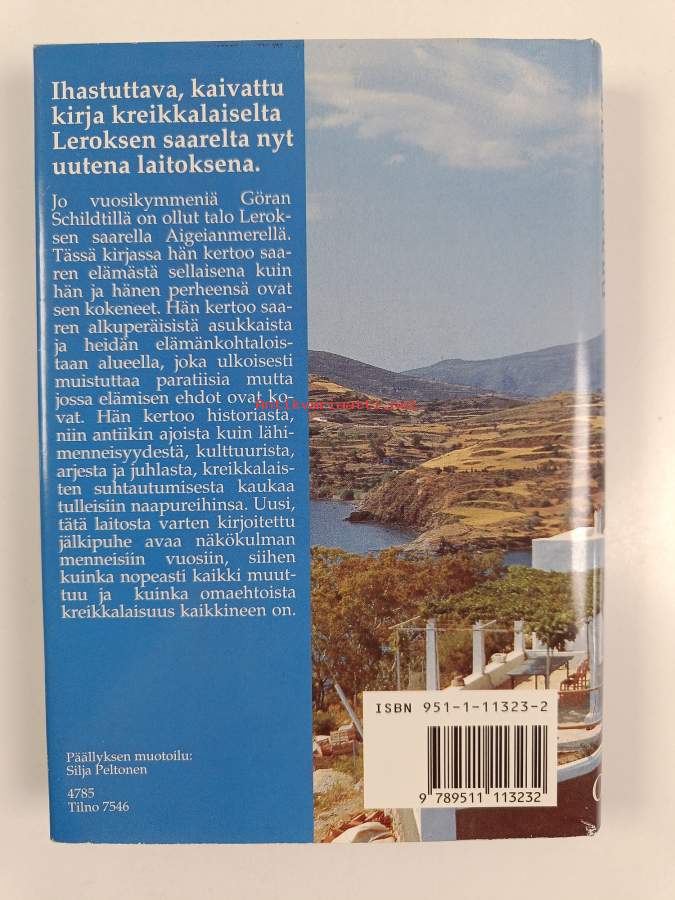 Ihastuttava, kaivattu
kirja kreikkalaiselta
Leroksen saarelta nyt
uutena laitoksena.
Jo vuosikymmeniä Göran
Schildtillä on ollut talo Lerok-
sen saarella Aigeianmerellä.
Tässä kirjassa hän kertoo saa-
ren elämästä sellaisena kuin
hän ja hänen perheensä ovat
sen kokeneet. Hän kertoo saa-
ren alkuperäisistä asukkaista
ja heidän elämänkohtalois-
taan alueella, joka ulkoisesti
muistuttaa paratiisia mutta
jossa elämisen ehdot ovat ko-
vat. Hän kertoo historiasta,
niin antiikin ajoista kuin lähi-
menneisyydestä, kulttuurista,
arjesta ja juhlasta, kreikkalais-
ten suhtautumisesta kaukaa
tulleisiin naapureihinsa. Uusi,
tätä laitosta varten kirjoitettu
jälkipuhe avaa näkökulman
menneisiin vuosiin, siihen
kuinka nopeasti kaikki muut-
tuu ja kuinka omaehtoista
kreikkalaisuus kaikkineen on.
Päällyksen muotoilu:
Silja Peltonen
4785
Tilno 7546
ISBN 951-1-11323-2
9 789511 113232